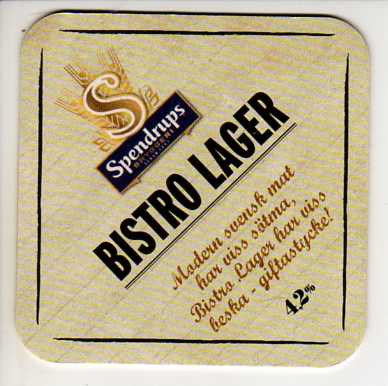 S
Spendrups
BISTRO LAGER
Modern svensk mat
har viss sötma,
Bistro Lager har viss
beska - giftastycke!
4,2%